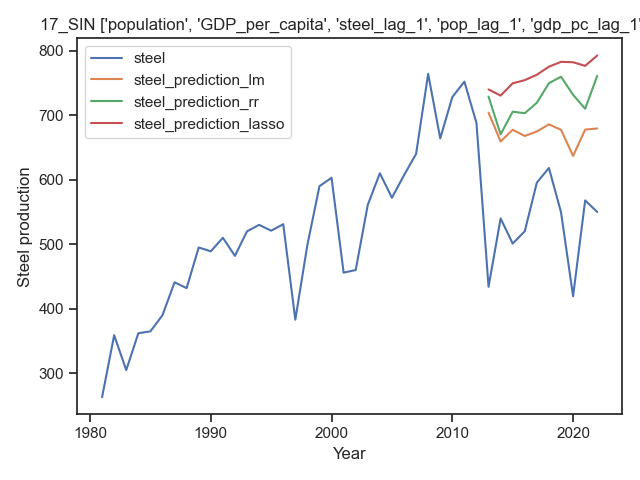 17_SIN ['population', 'GDP_per_capita', 'steel_lag_1', 'pop_lag_1', 'gdp_pc_lag_1'
steel
steel_prediction_lm
steel_prediction_rr
steel_prediction_lasso
Steel production
800
700
600
500
400
300
1980
1990
2000
2010
2020
Year